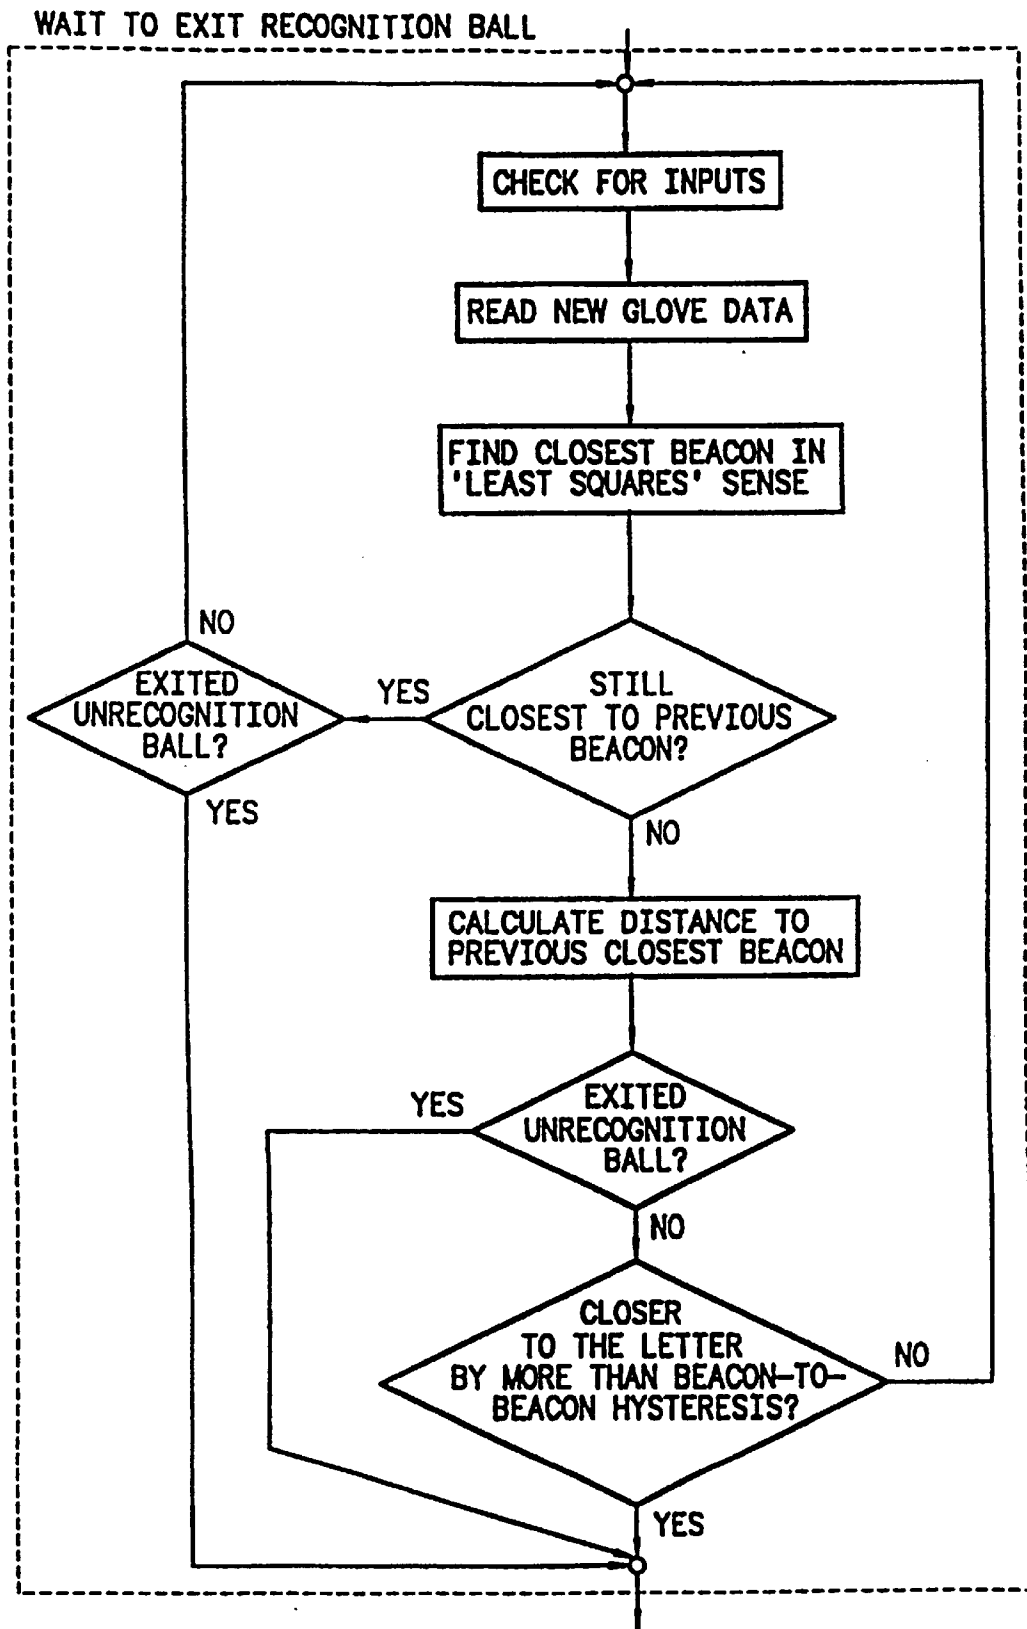 WAIT TO EXIT RECOGNITION BALL
CHECK FOR INPUTS
READ NEW GLOVE DATA
FIND CLOSEST BEACON IN
'LEAST SQUARES' SENSE
NO
EXITED
UNRECOGNITION
BALL?
YES
YES
STILL
CLOSEST TO PREVIOUS
BEACON?
NO
CALCULATE DISTANCE TO
PREVIOUS CLOSEST BEACON
YES
EXITED
UNRECOGNITION
BALL?
NO
CLOSER
TO THE LETTER
BY MORE THAN BEACON-TO-
BEACON HYSTERESIS?
NO
YES